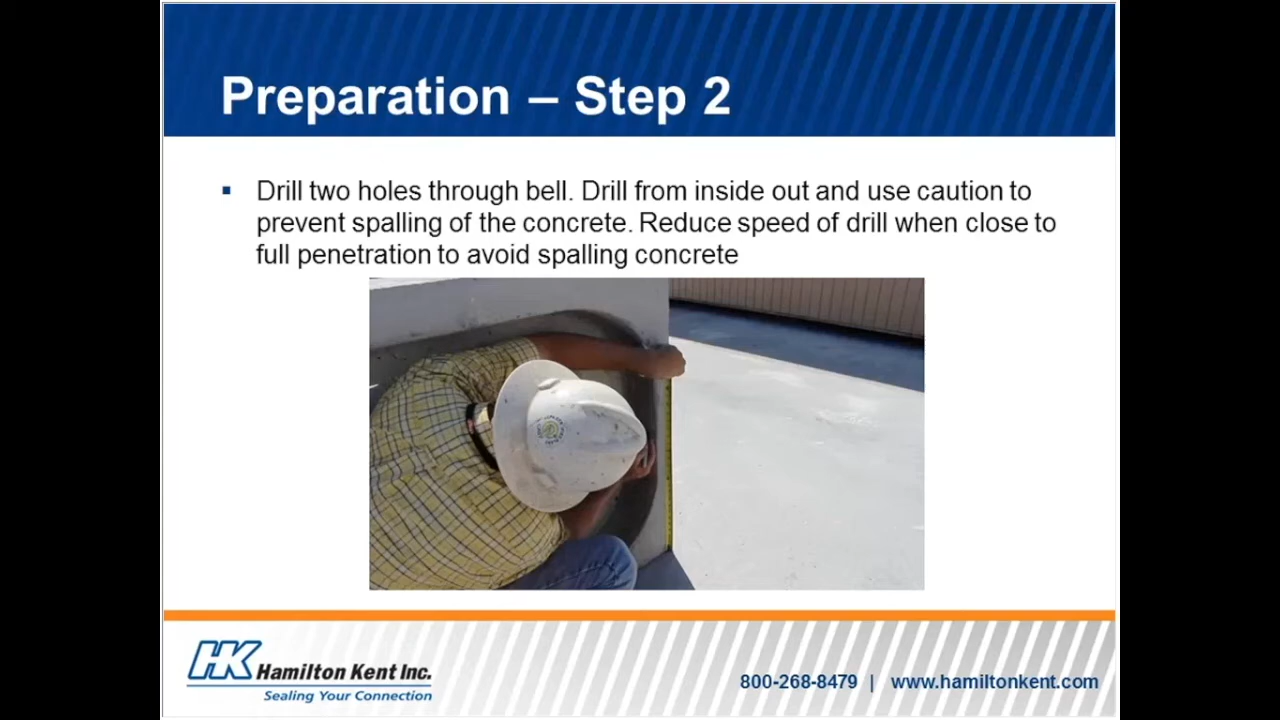 Preparation – Step 2
▪ Drill two holes through bell. Drill from inside out and use caution to
prevent spalling of the concrete. Reduce speed of drill when close to
full penetration to avoid spalling concrete
HK Hamilton Kent Inc.
Sealing Your Connection
800-268-8479 | www.hamiltonkent.com